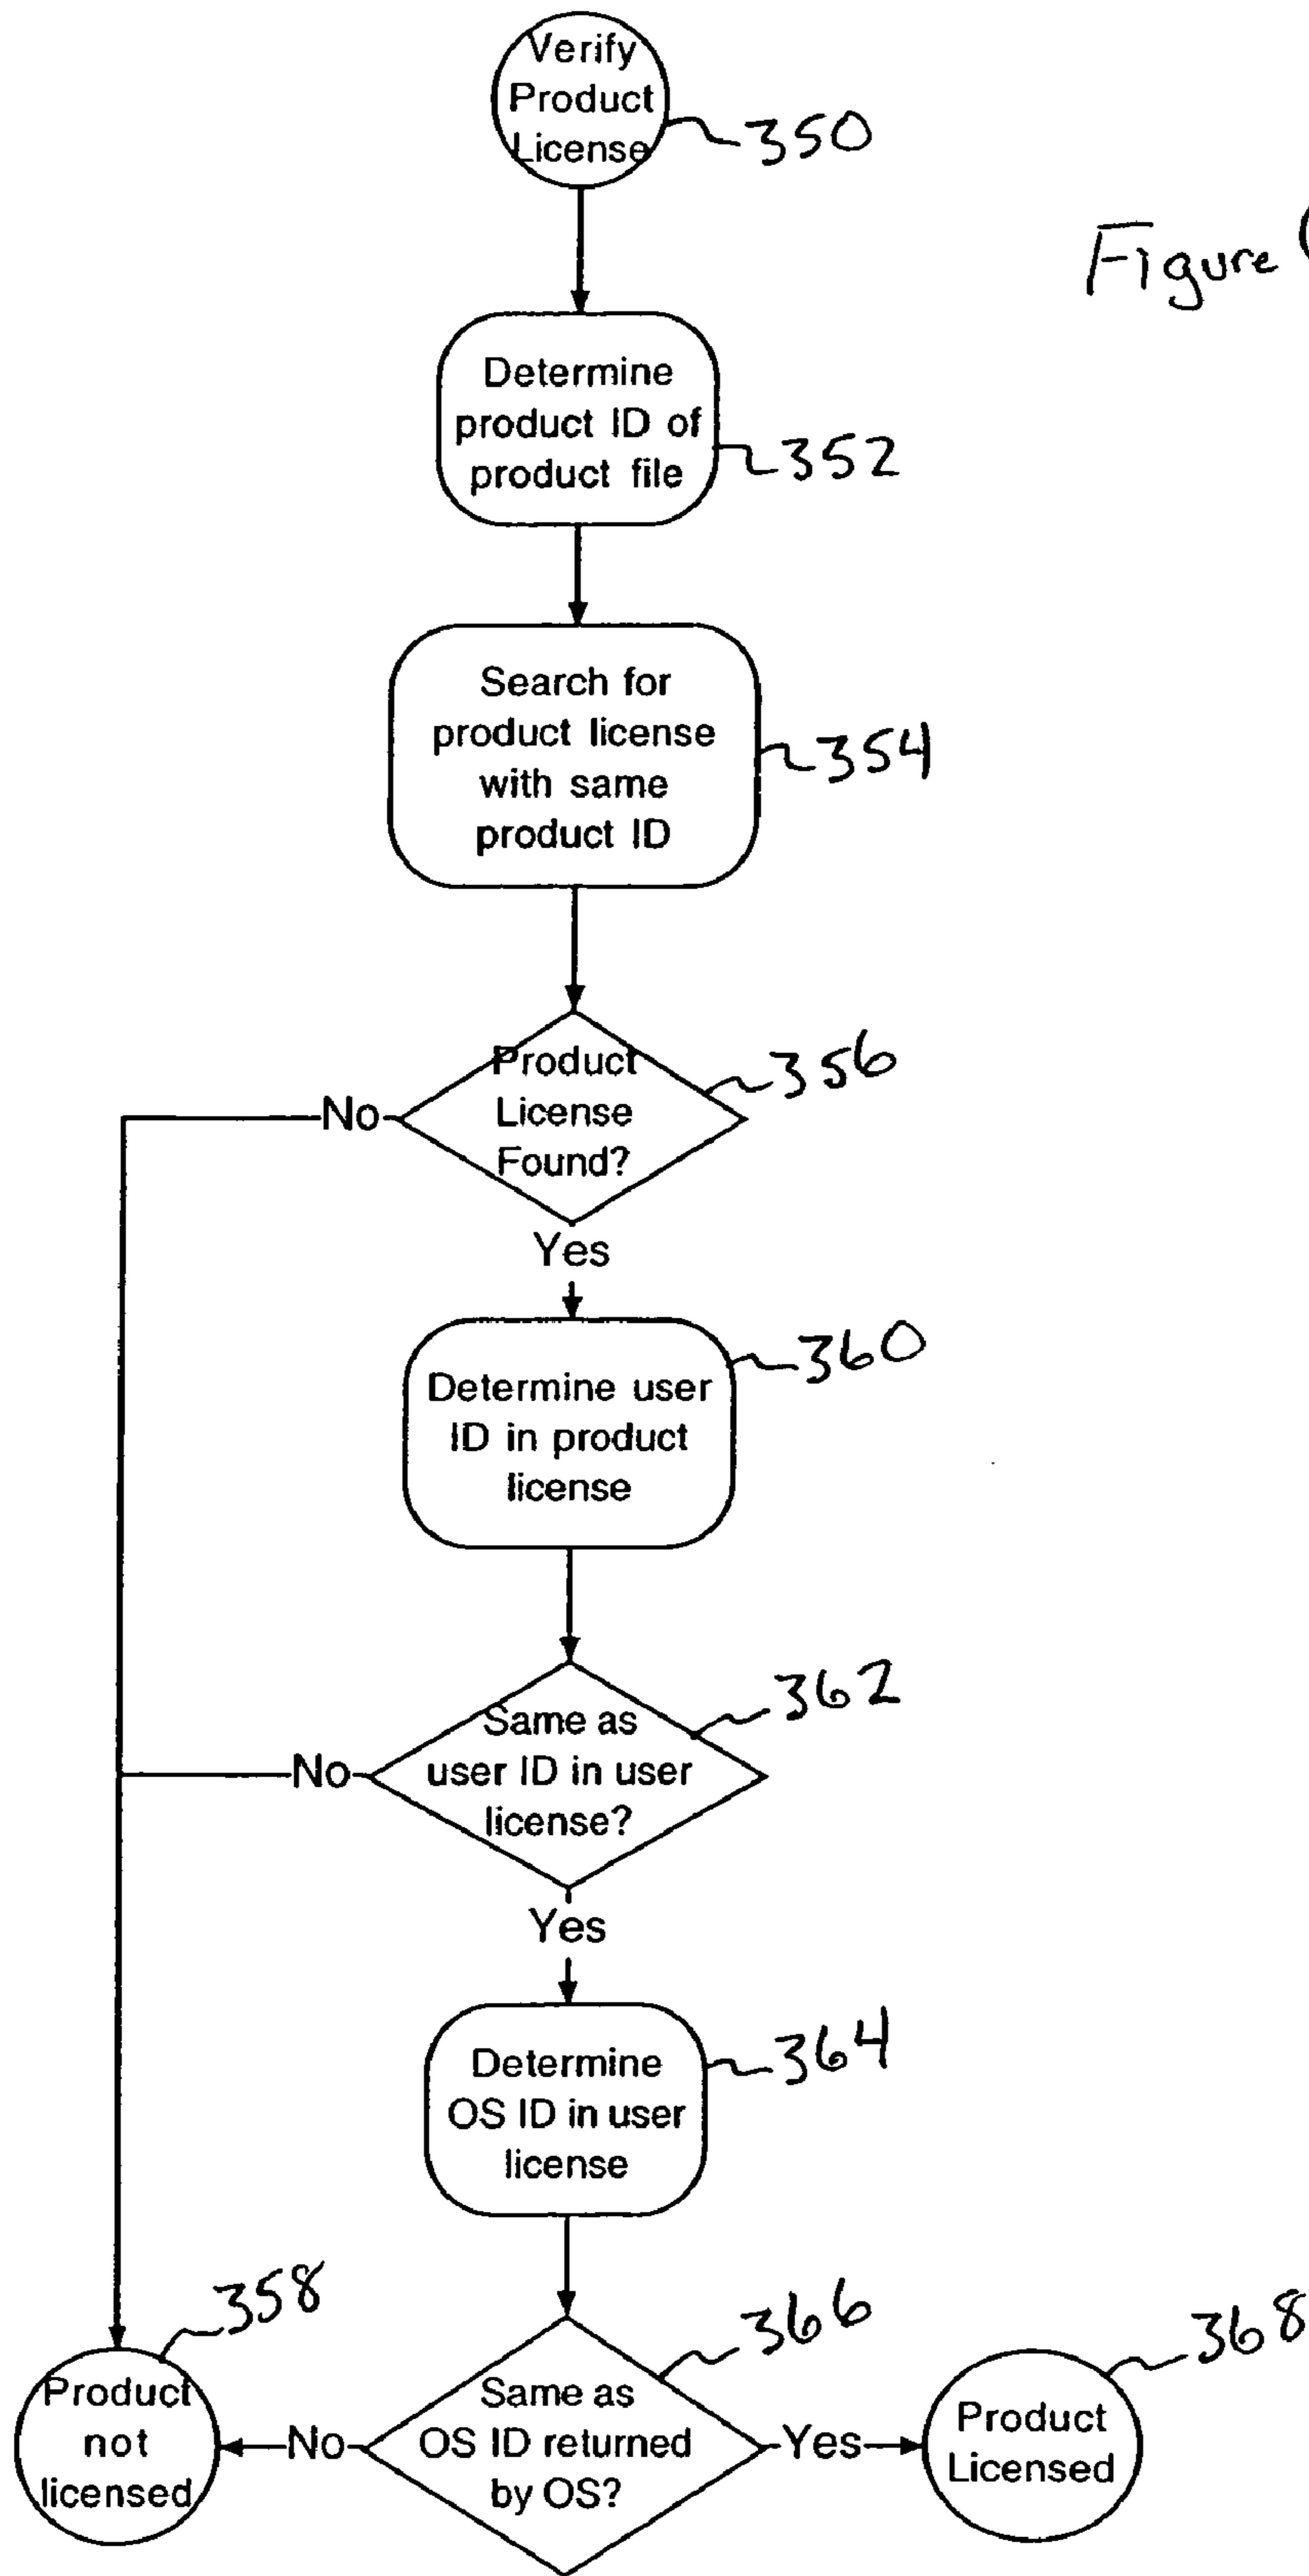 Verify
Product
License
350
Figure
Determine
product ID of
product file
352
Search for
product license
with same
product ID
354
Product
License
Found?
356
No
Yes
Determine user
ID in product
license
360
Same as
user ID in user
license?
362
No
Yes
Determine
OS ID in user
license
364
Same as
OS ID returned
by OS?
366
No
Yes
Product
not
licensed
358
Product
Licensed
368